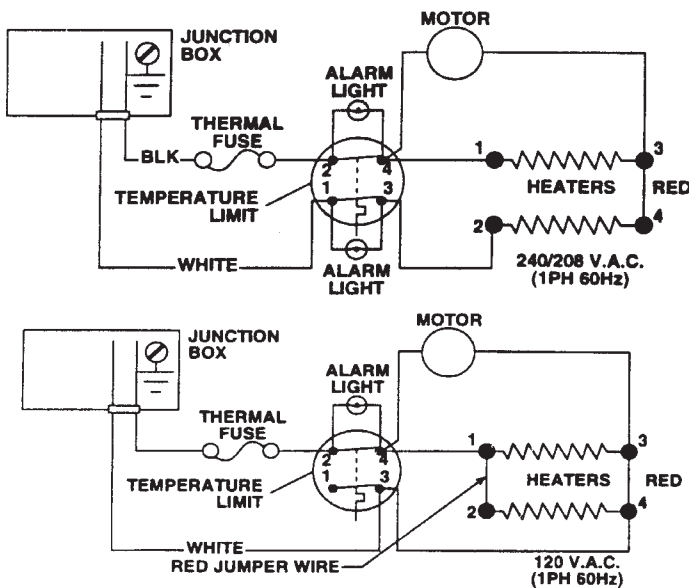 MOTOR
JUNCTION
BOX
ALARM
LIGHT
THERMAL
FUSE
BLK
2
4
1
3
TEMPERATURE
LIMIT
1
3
HEATERS
RED
2
4
WHITE
ALARM
LIGHT
240/208 V.A.C.
(1PH 60Hz)
MOTOR
JUNCTION
BOX
ALARM
LIGHT
THERMAL
FUSE
2
4
1
3
TEMPERATURE
LIMIT
1
3
HEATERS
RED
2
4
WHITE
RED JUMPER WIRE
120 V.A.C.
(1PH 60Hz)